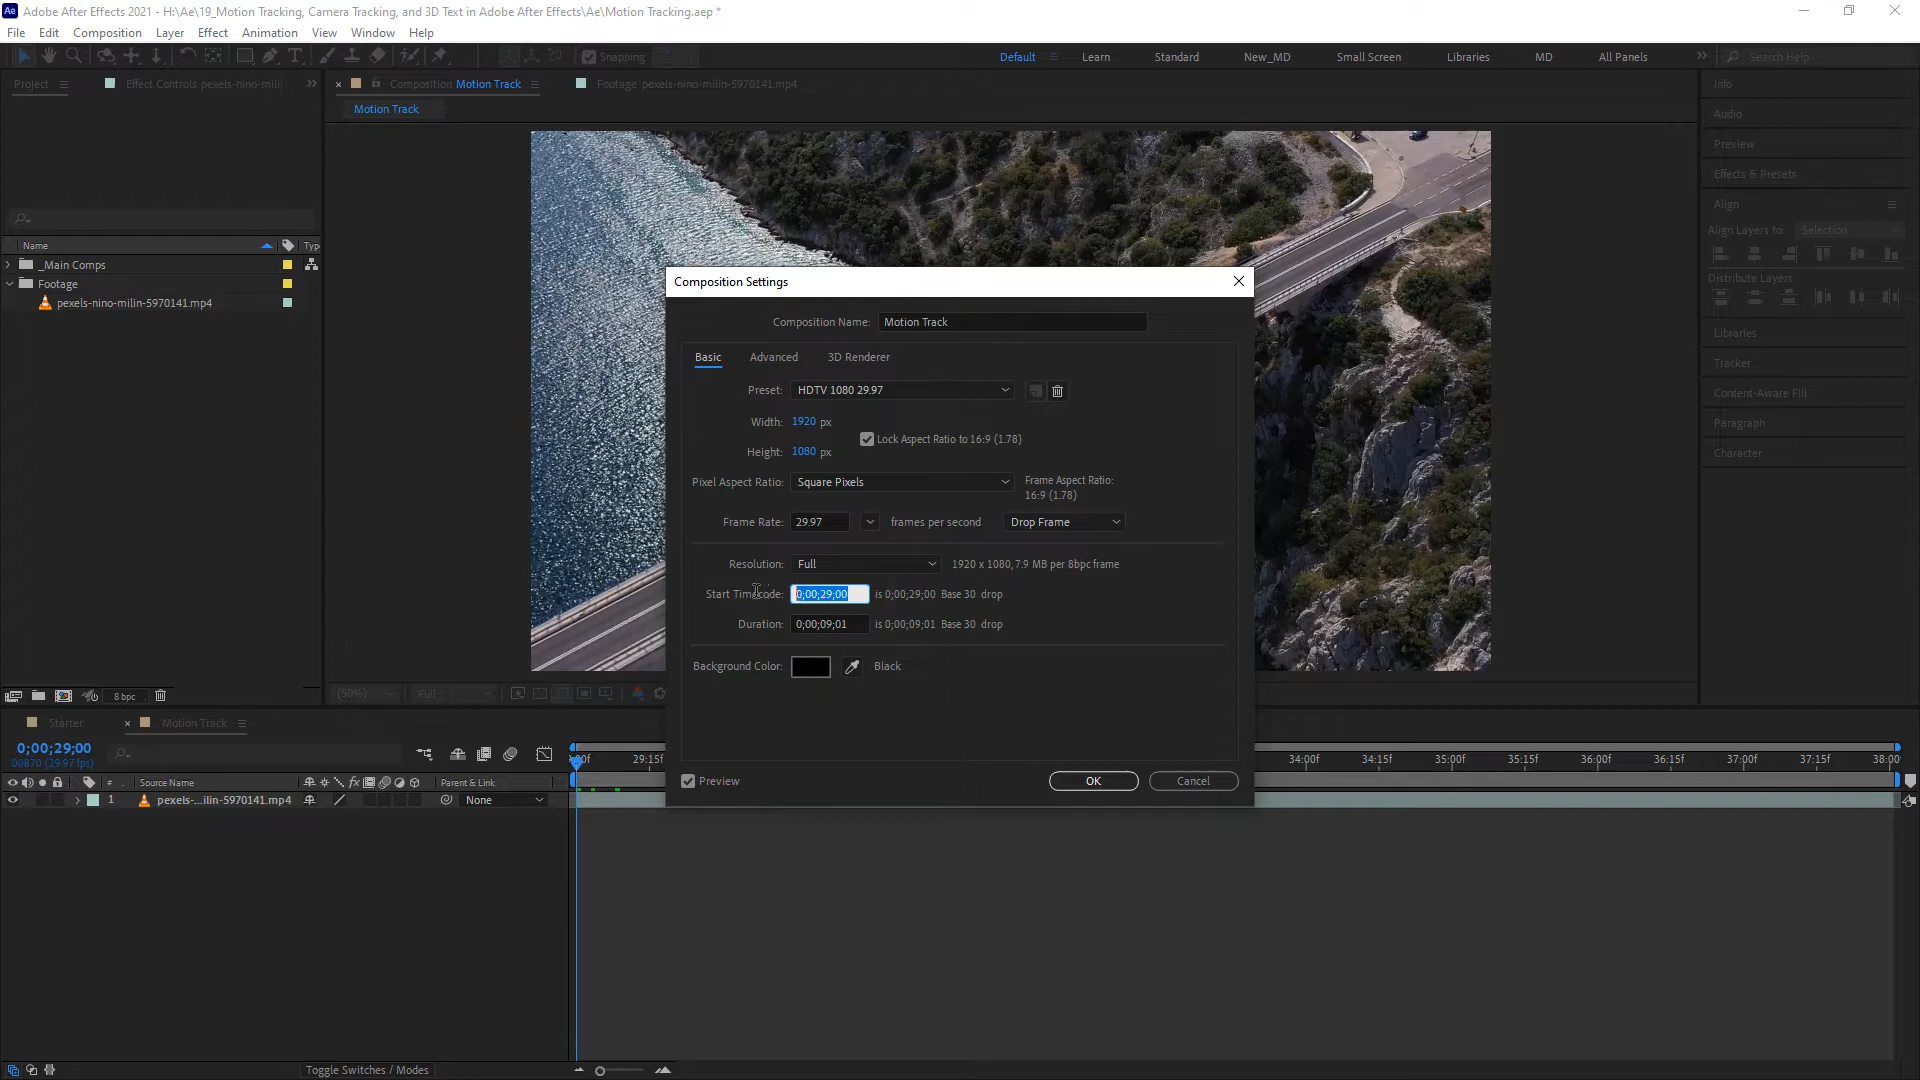 Adobe After Effects 2021 - H:\Ae\19_Motion Tracking, Camera Tracking, and 3D Text in Adobe After Effects\Ae\Motion Tracking.aep *
File Edit Composition Layer Effect Animation View Window Help
Snapping Default Learn Standard New_MD Small Screen Libraries MD All Panels Search Help
Project Effect Controls pexels-nino-mili Composition Motion Track Footage pexels-nino-milin-5970141.mp4
Motion Track
Info
Audio
Preview
Effects & Presets
Align
Align Layers to: Selection
Distribute Layers:
Libraries
Tracker
Content-Aware Fill
Paragraph
Character
Name Typ
_Main Comps
Footage
pexels-nino-milin-5970141.mp4
Composition Settings
Composition Name: Motion Track
Basic Advanced 3D Renderer
Preset: HDTV 1080 29.97
Width: 1920 px
Lock Aspect Ratio to 16:9 (1.78)
Height: 1080 px
Pixel Aspect Ratio: Square Pixels Frame Aspect Ratio:
16:9 (1.78)
Frame Rate: 29.97 frames per second Drop Frame
Resolution: Full 1920 x 1080, 7.9 MB per 8bpc frame
Start Timecode: 0;00;29;00 is 0;00;29;00 Base 30 drop
Duration: 0;00;09;01 is 0;00;09;01 Base 30 drop
Background Color: Black
Preview OK Cancel
8 bpc (50%) Full
Starter Motion Track
0;00;29;00
00870 (29.97 fps)
29:15f 34:00f 34:15f 35:00f 35:15f 36:00f 36:15f 37:00f 37:15f 38:00
# Source Name fx Parent & Link
1 pexels-...ilin-5970141.mp4 None
Toggle Switches / Modes